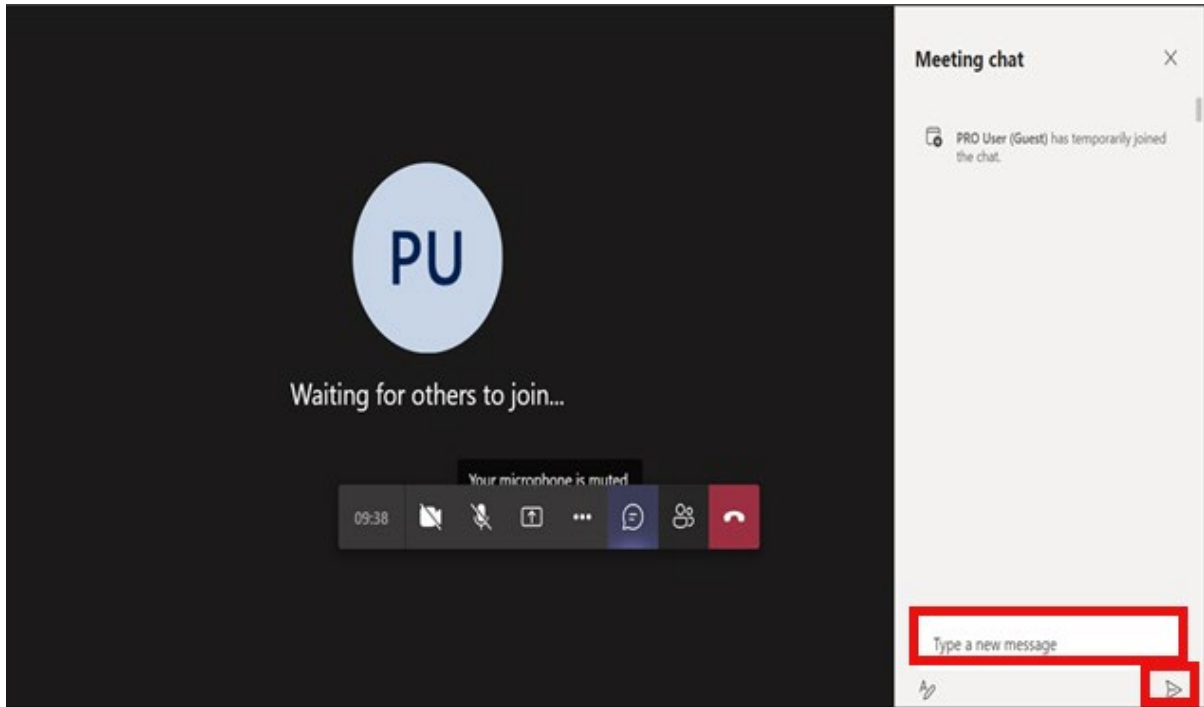 Meeting chat
PRO User (Guest) has temporarily joined
the chat.
PU
Waiting for others to join...
Your microphone is muted
09:38
Type a new message